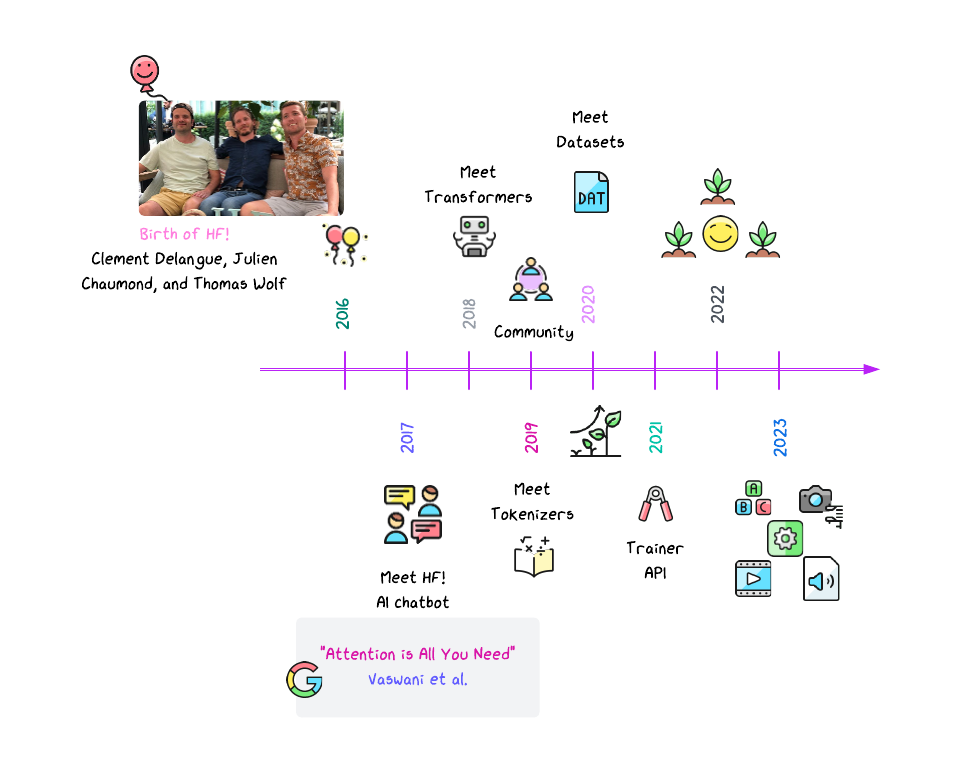 Birth of HF!
Clement Delangue, Julien
Chaumond, and Thomas Wolf
2016
Meet
Transformers
2018
Community
Meet
Datasets
DAT
2020
2022
2017
Meet HF!
AI chatbot
"Attention is All You Need"
Vaswani et al.
G
2019
Meet
Tokenizers
2021
Trainer
API
2023
A
B C